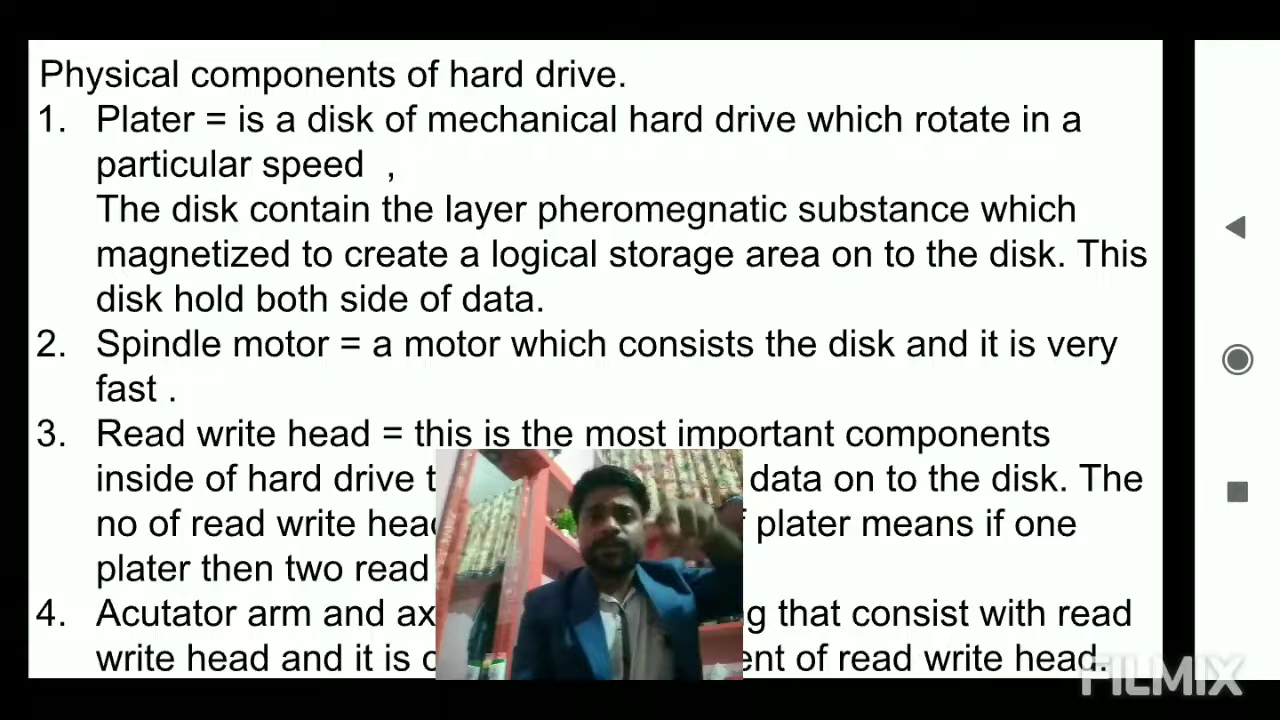 Physical components of hard drive.
1. Plater = is a disk of mechanical hard drive which rotate in a
particular speed ,
The disk contain the layer pheromegnatic substance which
magnetized to create a logical storage area on to the disk. This
disk hold both side of data.
2. Spindle motor = a motor which consists the disk and it is very
fast .
3. Read write head = this is the most important components
inside of hard drive data on to the disk. The
no of read write plater means if one
plater then two read
4. Acutator arm and that consist with read
write head and it is of read write head.
FILMIX